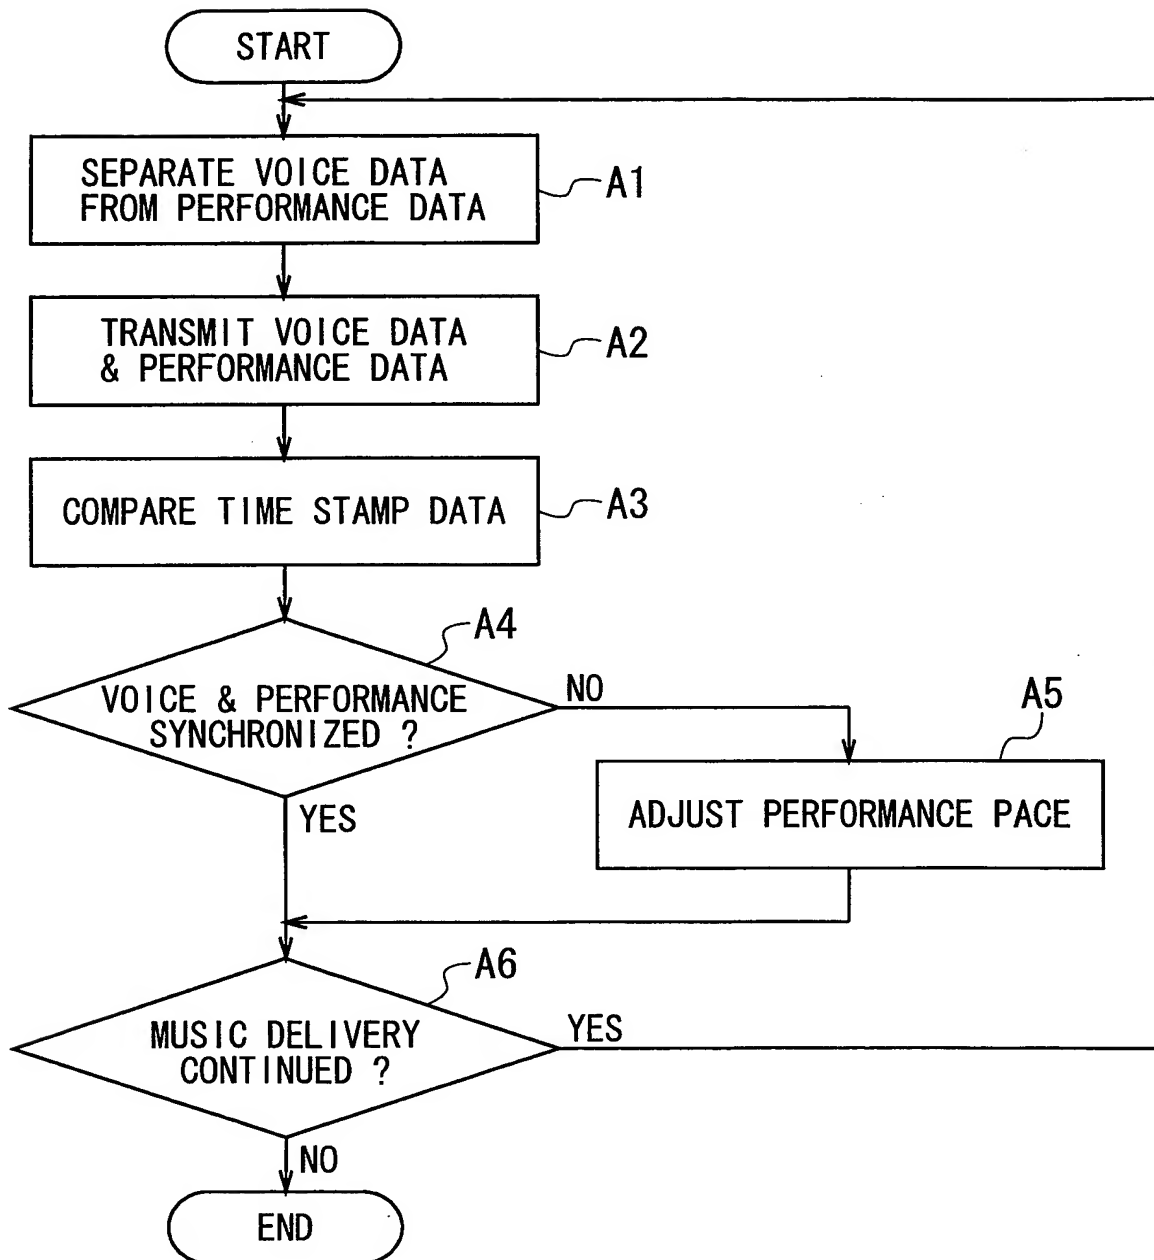 START
SEPARATE VOICE DATA
FROM PERFORMANCE DATA
A1
TRANSMIT VOICE DATA
& PERFORMANCE DATA
A2
COMPARE TIME STAMP DATA
A3
A4
VOICE & PERFORMANCE
SYNCHRONIZED ?
NO
YES
A5
ADJUST PERFORMANCE PACE
A6
MUSIC DELIVERY
CONTINUED ?
YES
NO
END